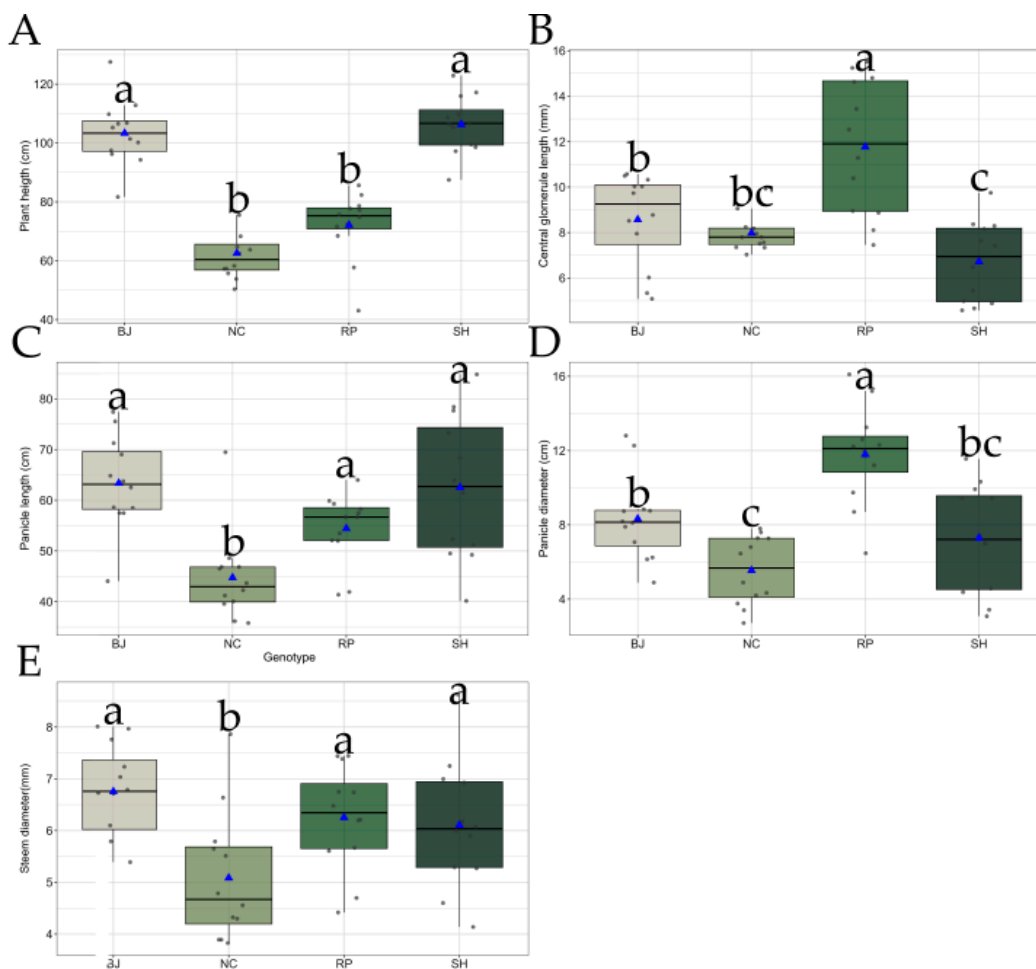 A
Plant heigth (cm)
120
100
80
60
40
a
b
b
a
BJ
NC
RP
SH
B
Central glomerule length (mm)
16
14
12
10
8
6
b
bc
a
c
BJ
NC
RP
SH
C
Panicle length (cm)
80
70
60
50
40
a
b
a
a
BJ
NC
RP
SH
Genotype
D
Panicle diameter (cm)
16
12
8
4
b
c
a
bc
BJ
NC
RP
SH
E
Steem diameter(mm)
8
7
6
5
4
a
b
a
a
BJ
NC
RP
SH